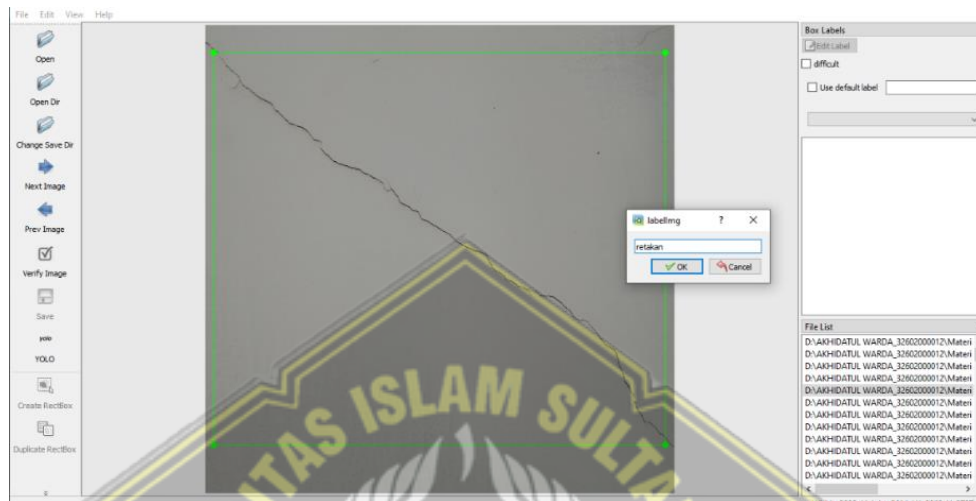 File Edit View Help
Open
Open Dir
Change Save Dir
Next Image
Prev Image
Verify Image
Save
yolo
YOLO
Create RectBox
Duplicate RectBox
ITAS ISLAM SULTA
labelImg ? X
retakan
OK Cancel
Box Labels
Edit Label
difficult
Use default label
File List
D:\AKHIDATUL WARDA_32602000012\Materi
D:\AKHIDATUL WARDA_32602000012\Materi
D:\AKHIDATUL WARDA_32602000012\Materi
D:\AKHIDATUL WARDA_32602000012\Materi
D:\AKHIDATUL WARDA_32602000012\Materi
D:\AKHIDATUL WARDA_32602000012\Materi
D:\AKHIDATUL WARDA_32602000012\Materi
D:\AKHIDATUL WARDA_32602000012\Materi
D:\AKHIDATUL WARDA_32602000012\Materi
D:\AKHIDATUL WARDA_32602000012\Materi
D:\AKHIDATUL WARDA_32602000012\Materi
D:\AKHIDATUL WARDA_32602000012\Materi